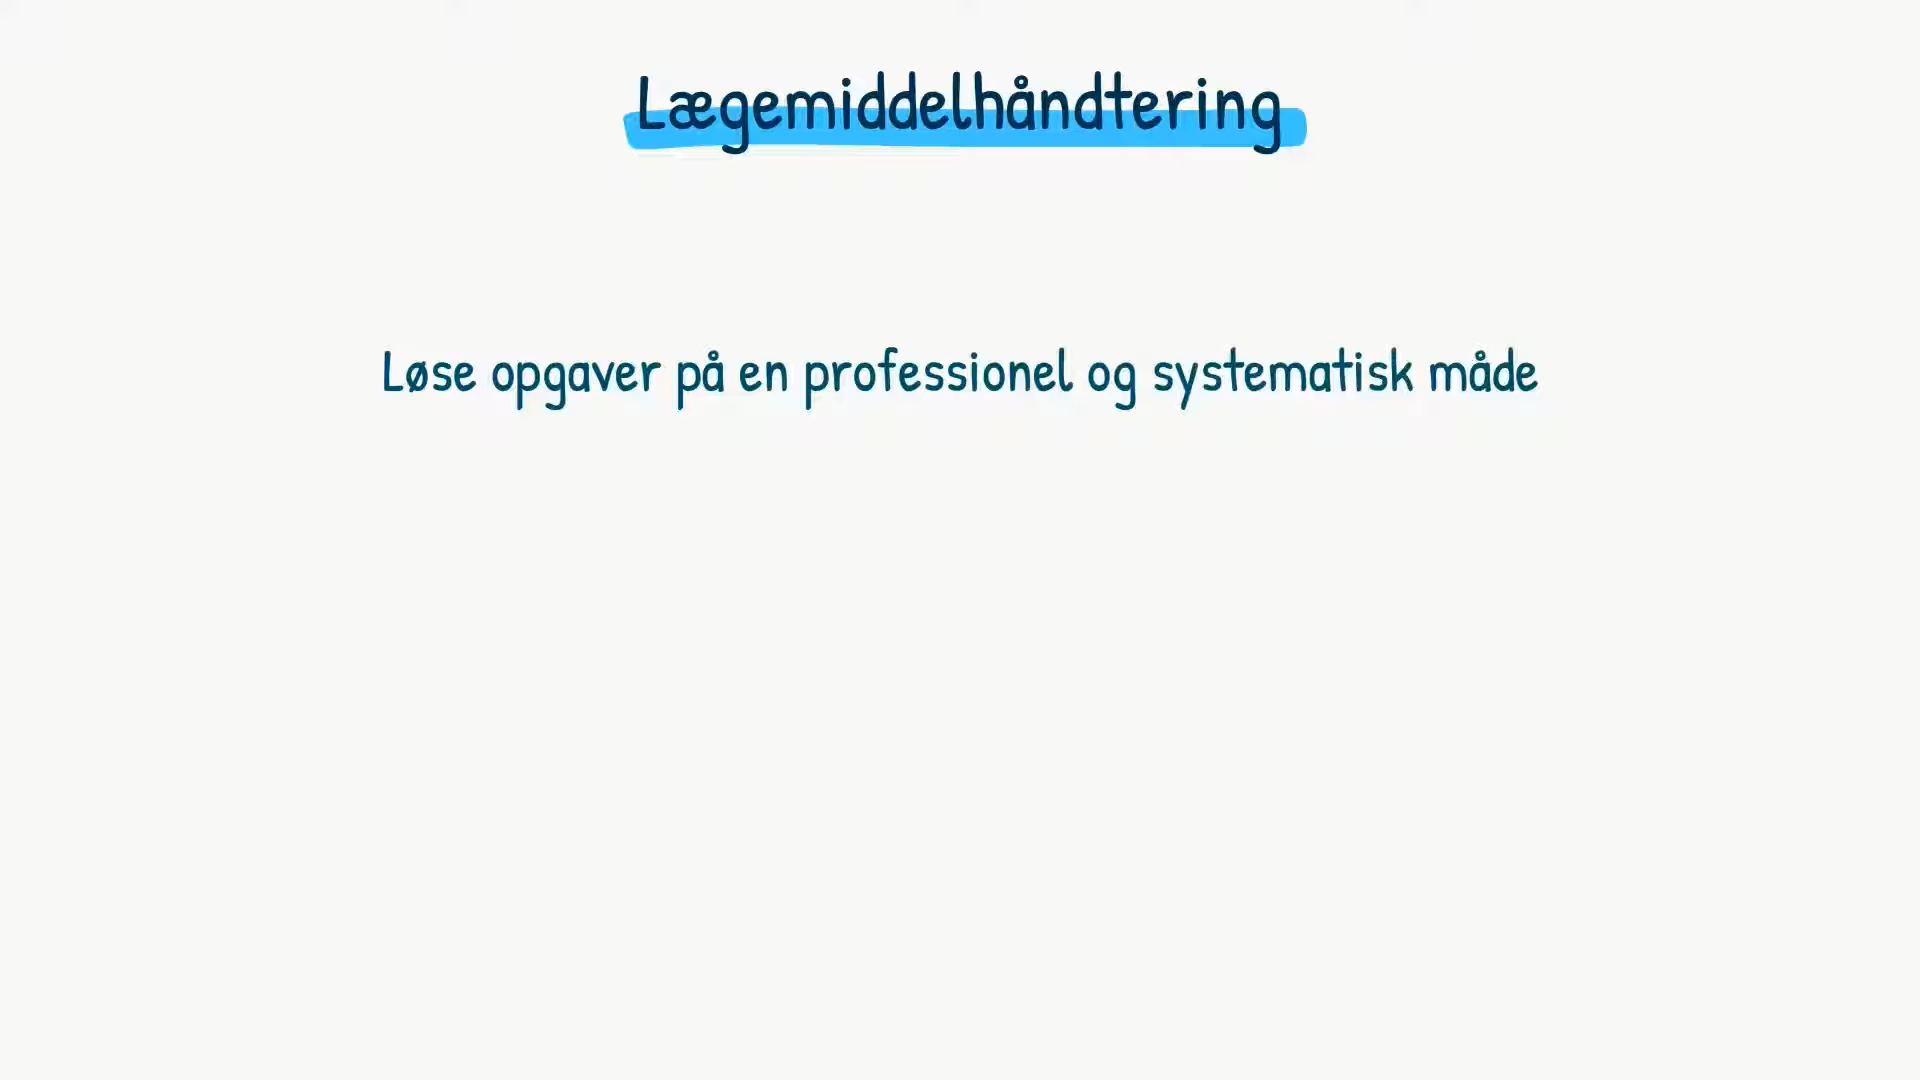 Lægemiddelhåndtering
Løse opgaver på en professionel og systematisk måde